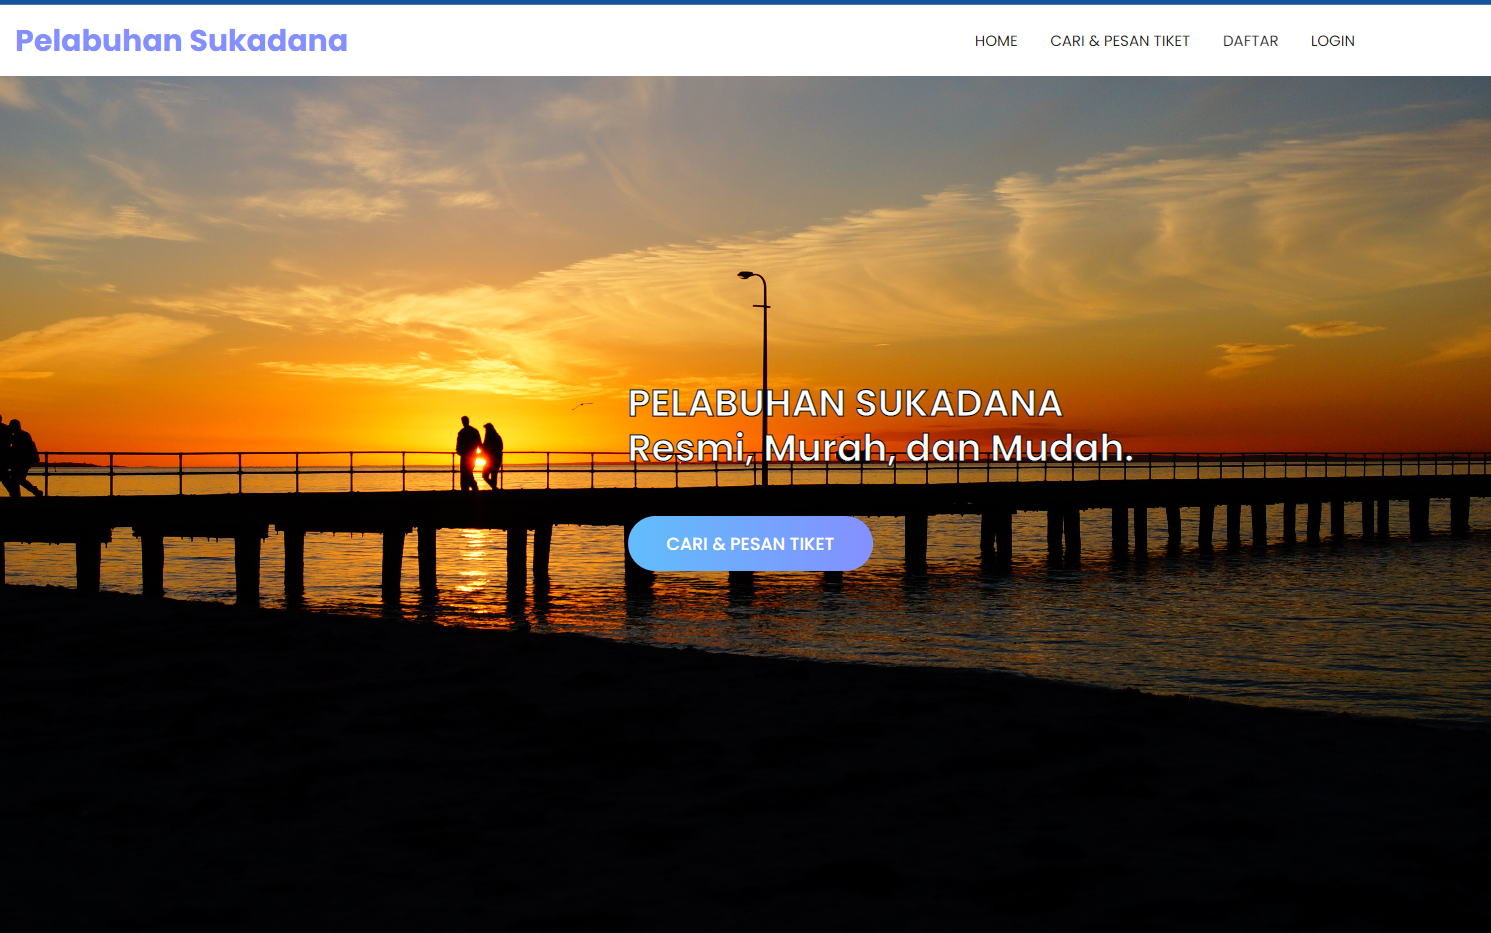 Pelabuhan Sukadana
HOME CARI & PESAN TIKET DAFTAR LOGIN
PELABUHAN SUKADANA
Resmi, Murah, dan Mudah.
CARI & PESAN TIKET